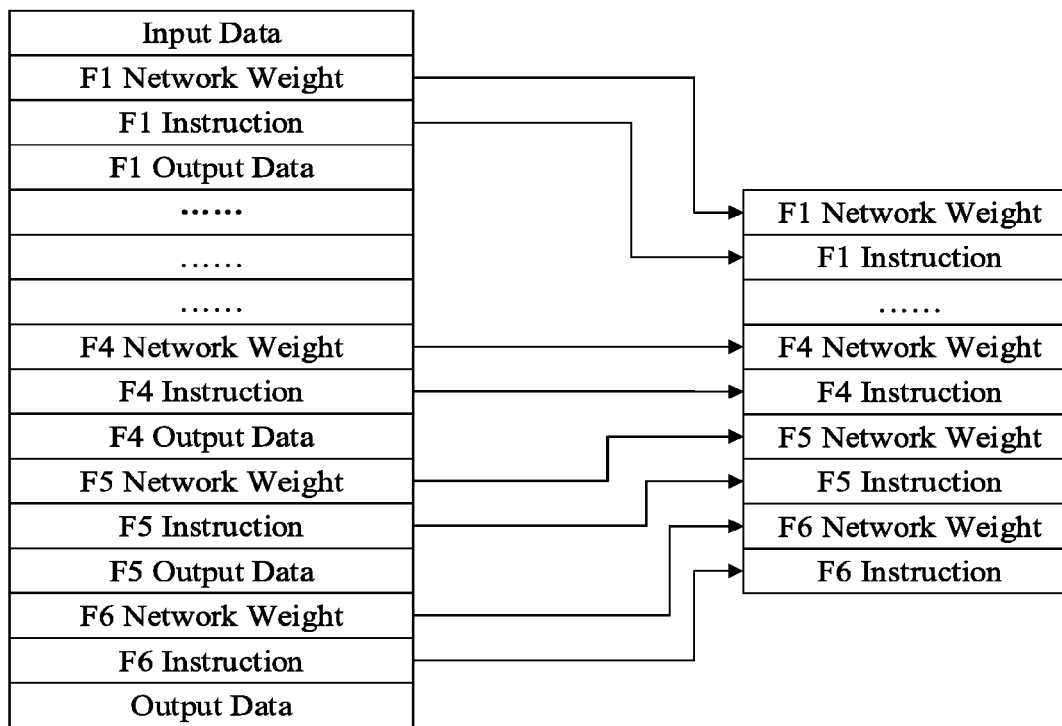 Input Data
F1 Network Weight
F1 Instruction
F1 Output Data
......
......
......
F4 Network Weight
F4 Instruction
F4 Output Data
F5 Network Weight
F5 Instruction
F5 Output Data
F6 Network Weight
F6 Instruction
Output Data
F1 Network Weight
F1 Instruction
......
F4 Network Weight
F4 Instruction
F5 Network Weight
F5 Instruction
F6 Network Weight
F6 Instruction